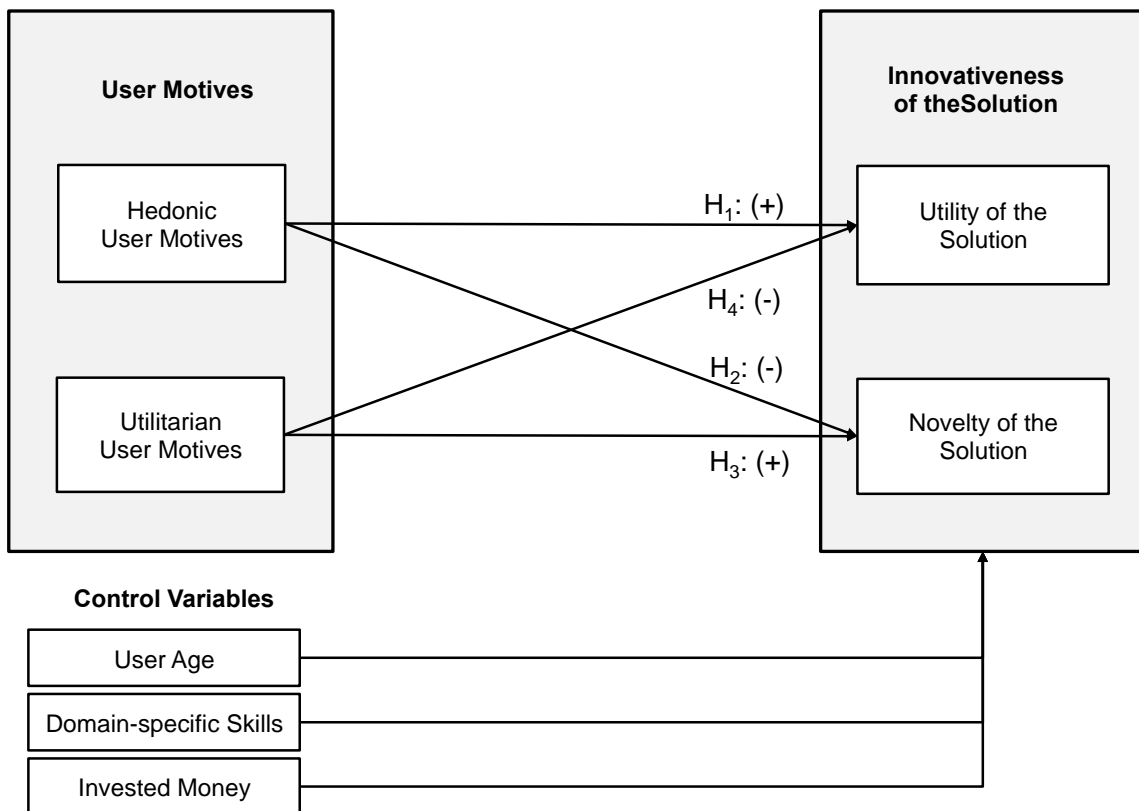 User Motives
Hedonic
User Motives
Utilitarian
User Motives
H₁: (+)
H₄: (-)
H₂: (-)
H₃: (+)
Innovativeness
of theSolution
Utility of the
Solution
Novelty of the
Solution
Control Variables
User Age
Domain-specific Skills
Invested Money